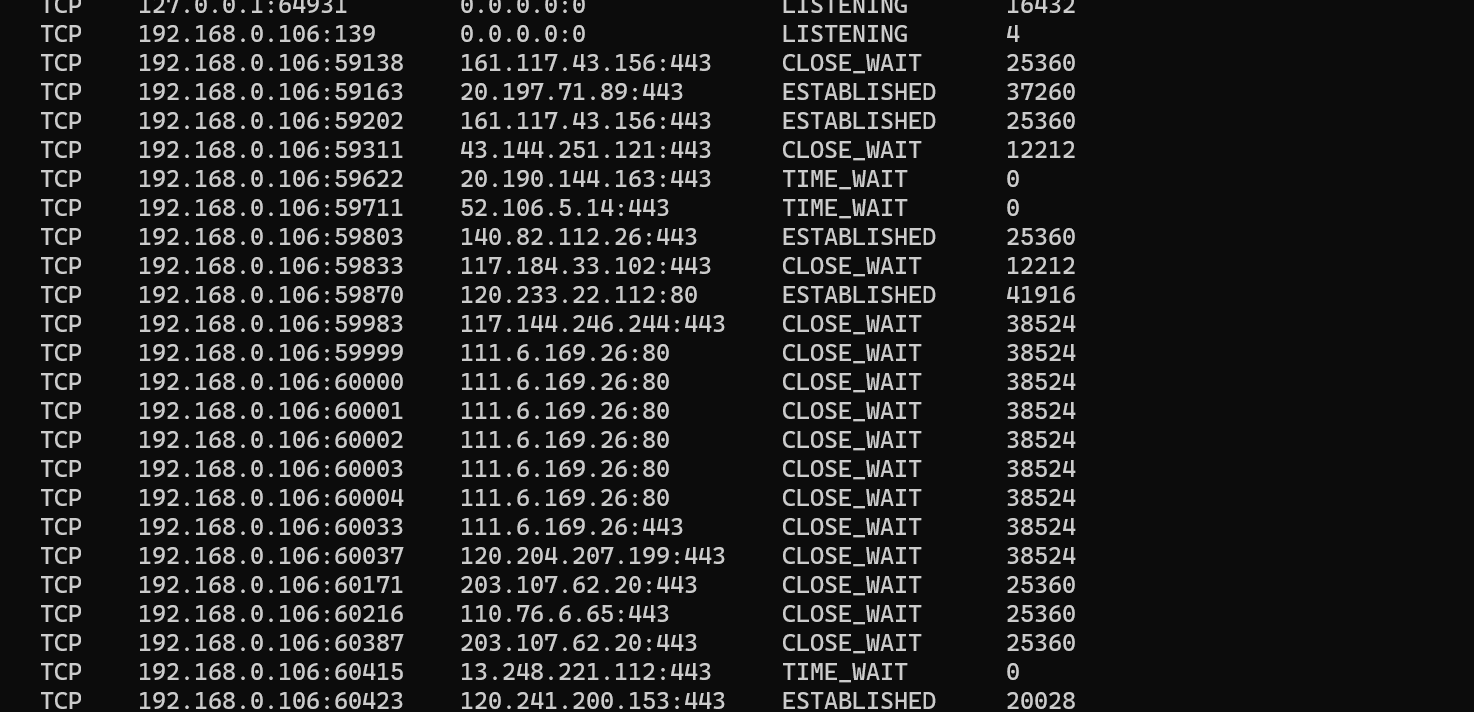 TCP 127.0.0.1:64931 0.0.0.0:0 LISTENING 16432
TCP 192.168.0.106:139 0.0.0.0:0 LISTENING 4
TCP 192.168.0.106:59138 161.117.43.156:443 CLOSE_WAIT 25360
TCP 192.168.0.106:59163 20.197.71.89:443 ESTABLISHED 37260
TCP 192.168.0.106:59202 161.117.43.156:443 ESTABLISHED 25360
TCP 192.168.0.106:59311 43.144.251.121:443 CLOSE_WAIT 12212
TCP 192.168.0.106:59622 20.190.144.163:443 TIME_WAIT 0
TCP 192.168.0.106:59711 52.106.5.14:443 TIME_WAIT 0
TCP 192.168.0.106:59803 140.82.112.26:443 ESTABLISHED 25360
TCP 192.168.0.106:59833 117.184.33.102:443 CLOSE_WAIT 12212
TCP 192.168.0.106:59870 120.233.22.112:80 ESTABLISHED 41916
TCP 192.168.0.106:59983 117.144.246.244:443 CLOSE_WAIT 38524
TCP 192.168.0.106:59999 111.6.169.26:80 CLOSE_WAIT 38524
TCP 192.168.0.106:60000 111.6.169.26:80 CLOSE_WAIT 38524
TCP 192.168.0.106:60001 111.6.169.26:80 CLOSE_WAIT 38524
TCP 192.168.0.106:60002 111.6.169.26:80 CLOSE_WAIT 38524
TCP 192.168.0.106:60003 111.6.169.26:80 CLOSE_WAIT 38524
TCP 192.168.0.106:60004 111.6.169.26:80 CLOSE_WAIT 38524
TCP 192.168.0.106:60033 111.6.169.26:443 CLOSE_WAIT 38524
TCP 192.168.0.106:60037 120.204.207.199:443 CLOSE_WAIT 38524
TCP 192.168.0.106:60171 203.107.62.20:443 CLOSE_WAIT 25360
TCP 192.168.0.106:60216 110.76.6.65:443 CLOSE_WAIT 25360
TCP 192.168.0.106:60387 203.107.62.20:443 CLOSE_WAIT 25360
TCP 192.168.0.106:60415 13.248.221.112:443 TIME_WAIT 0
TCP 192.168.0.106:60423 120.241.200.153:443 ESTABLISHED 20028